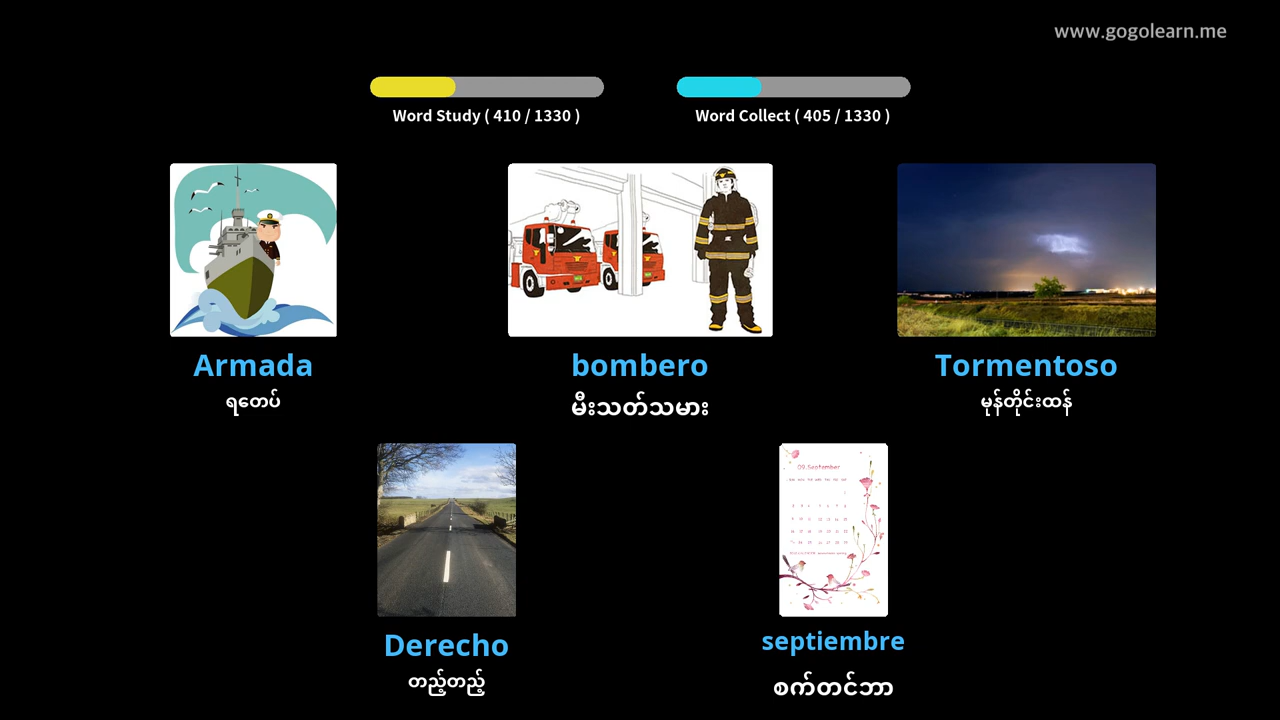 www.gogolearn.me
Word Study ( 410 / 1330 )
Word Collect ( 405 / 1330 )
Armada
ရတေပ်
bombero
မီးသတ်သမား
Tormentoso
မုန်တိုင်းထန်
09.September
Derecho
တည့်တည့်
septiembre
စက်တင်ဘာ